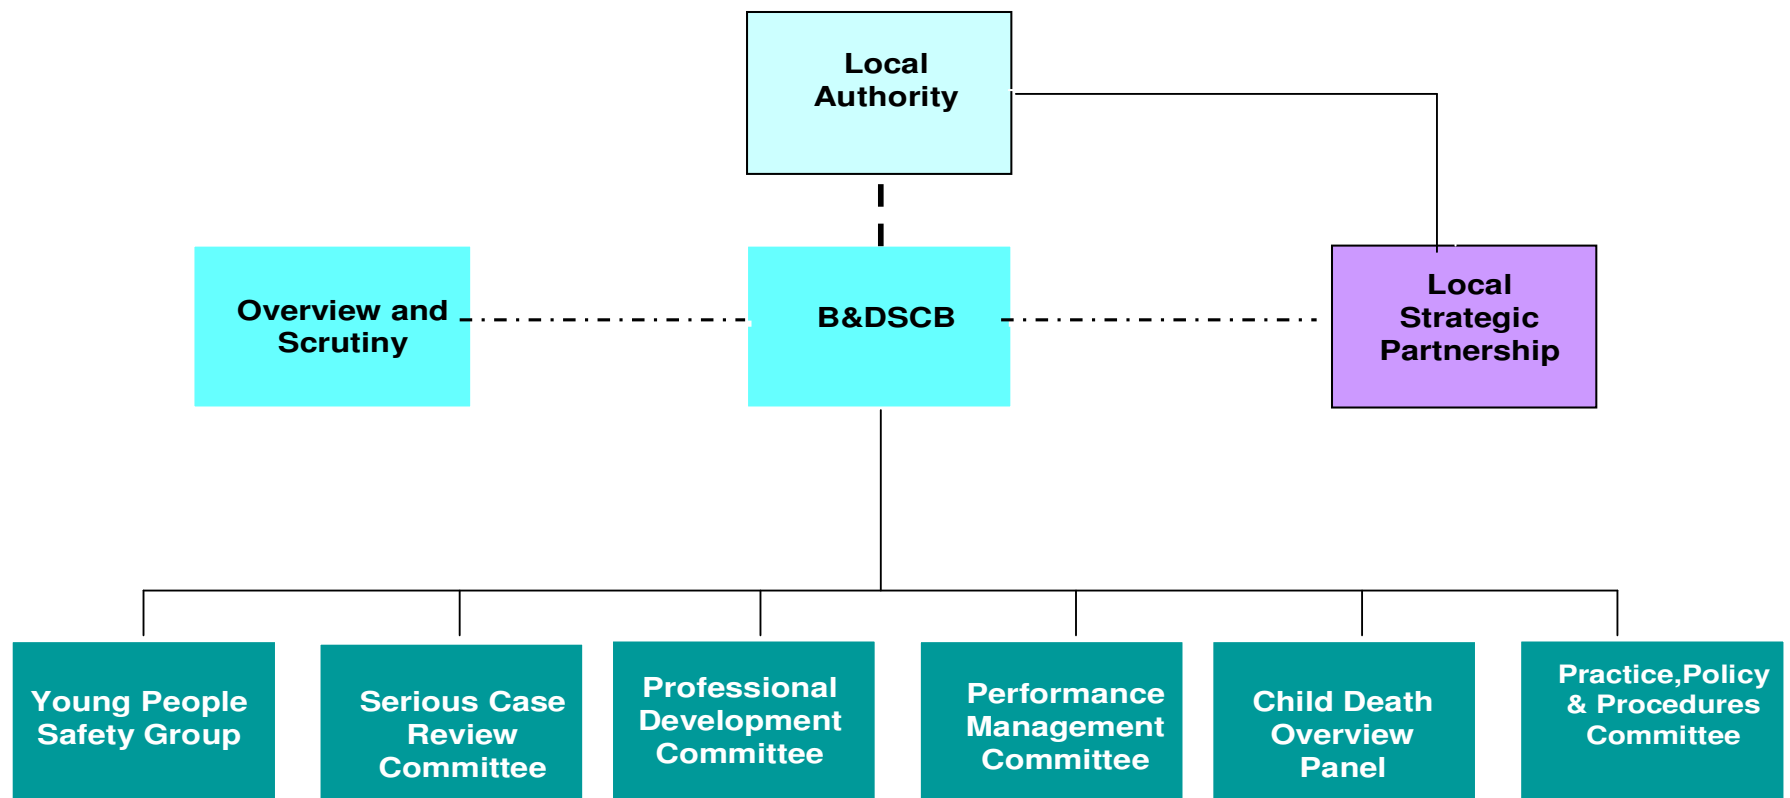 Local
Authority
Overview and
Scrutiny
B&DSCB
Local
Strategic
Partnership
Young People
Safety Group
Serious Case
Review
Committee
Professional
Development
Committee
Performance
Management
Committee
Child Death
Overview
Panel
Practice,Policy
& Procedures
Committee